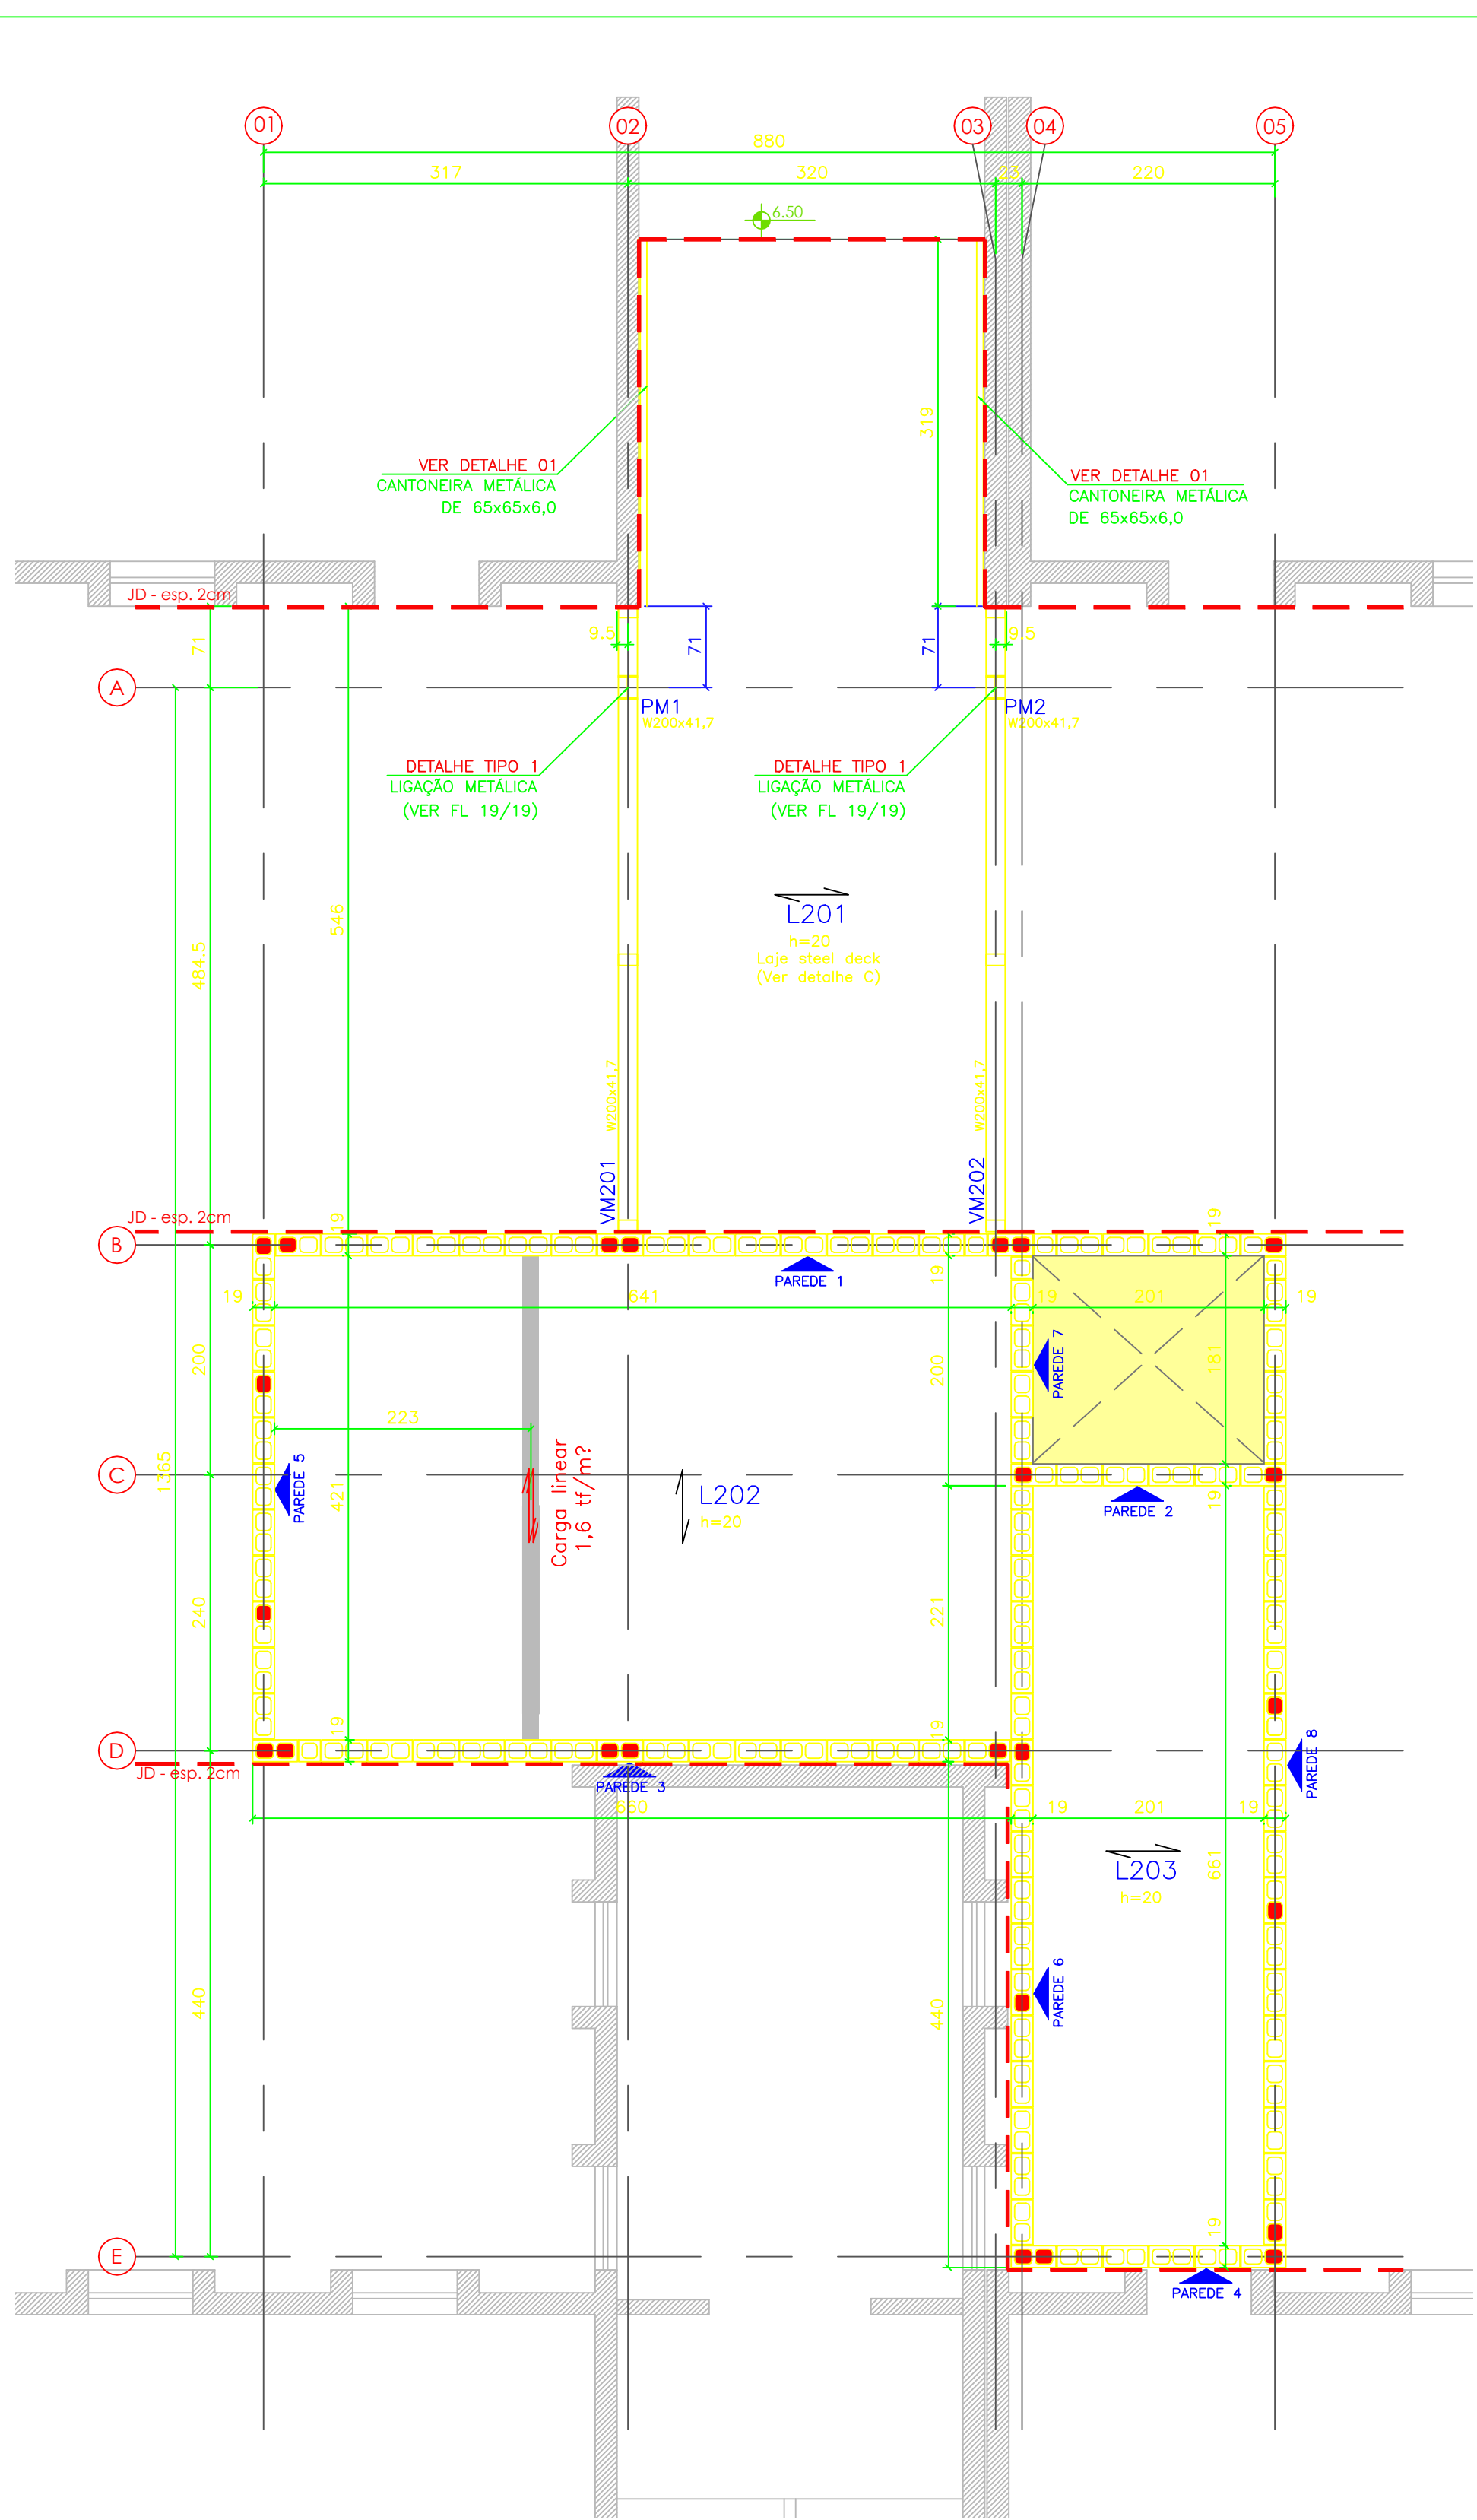 01
02
03
04
05
880
317
320
23
220
6.50
319
VER DETALHE 01
CANTONEIRA METÁLICA
DE 65x65x6,0
VER DETALHE 01
CANTONEIRA METÁLICA
DE 65x65x6,0
JD - esp. 2cm
71
9.5
71
71
9.5
A
PM1
W200x41,7
PM2
W200x41,7
DETALHE TIPO 1
LIGAÇÃO METÁLICA
(VER FL 19/19)
DETALHE TIPO 1
LIGAÇÃO METÁLICA
(VER FL 19/19)
546
484.5
L201
h=20
Laje steel deck
(Ver detalhe C)
W200x41,7
W200x41,7
VM201
VM202
JD - esp. 2cm
19
19
B
PAREDE 1
19
19
641
19
201
19
200
200
PAREDE 7
181
223
1365
C
PAREDE 5
421
Carga linear
1,6 tf/m?
L202
h=20
19
PAREDE 2
240
221
19
19
D
JD - esp. 2cm
PAREDE 3
PAREDE 8
660
19
201
19
L203
h=20
661
440
440
PAREDE 6
19
E
PAREDE 4